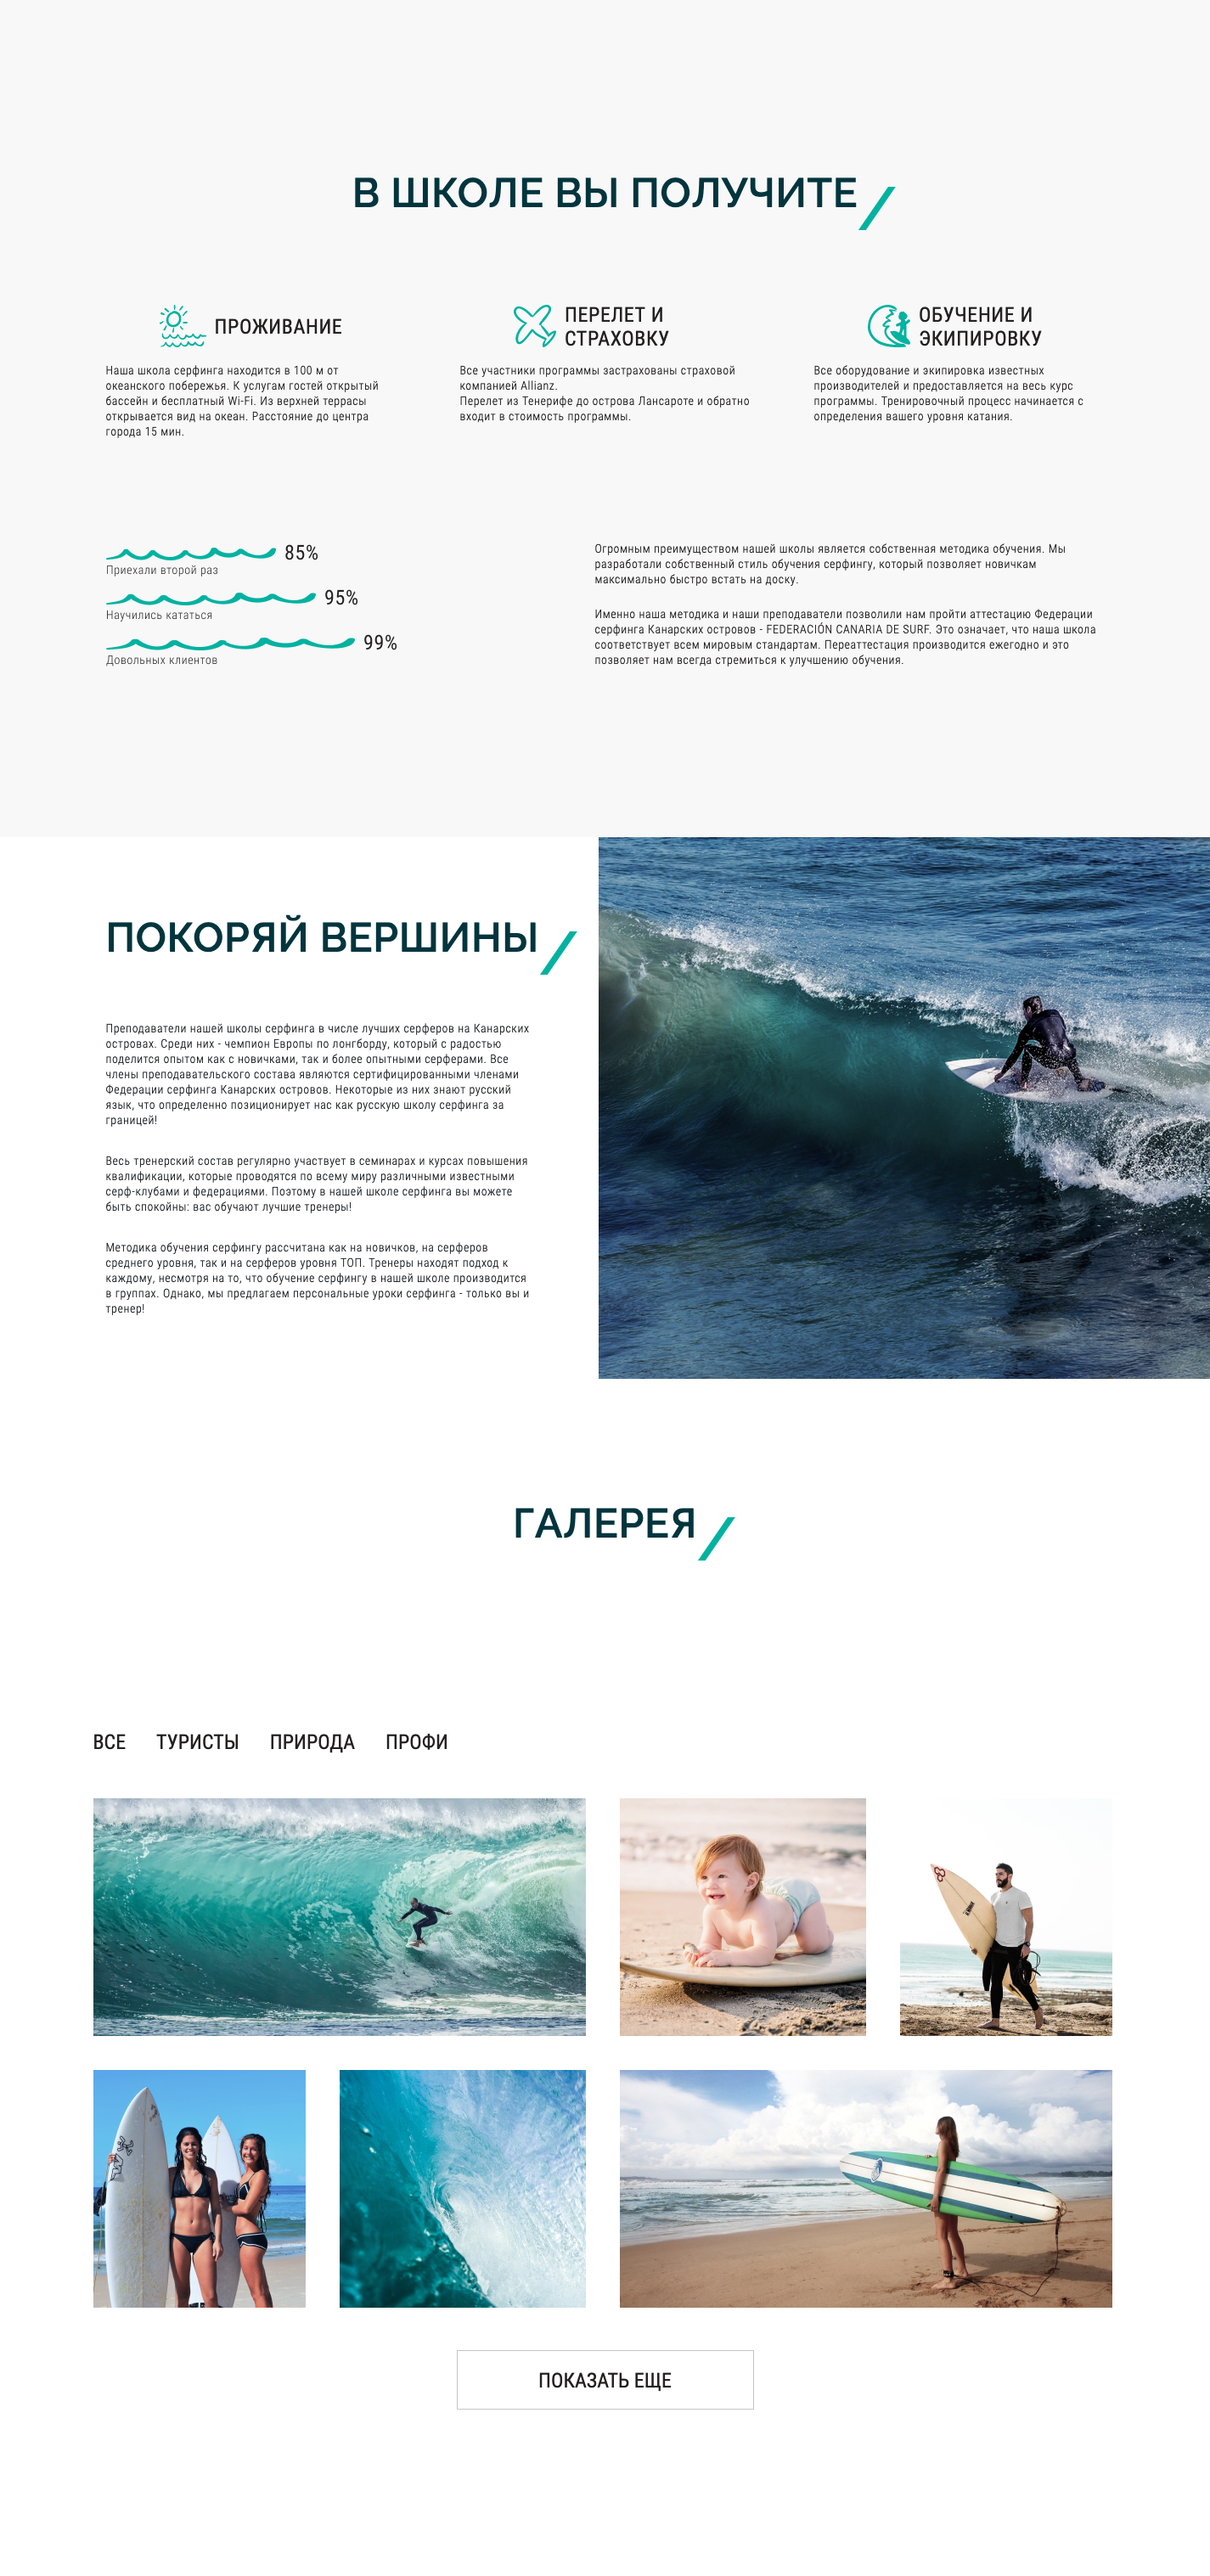 В ШКОЛЕ ВЫ ПОЛУЧИТЕ
ПРОЖИВАНИЕ
Наша школа серфинга находится в 100 м от
океанского побережья. К услугам гостей открытый
бассейн и бесплатный Wi-Fi. Из верхней террасы
открывается вид на океан. Расстояние до центра
города 15 мин.
ПЕРЕЛЕТ И
СТРАХОВКУ
Все участники программы застрахованы страховой
компанией Allianz.
Перелет из Тенерифе до острова Лансароте и обратно
входит в стоимость программы.
ОБУЧЕНИЕ И
ЭКИПИРОВКУ
Все оборудование и экипировка известных
производителей и предоставляется на весь курс
программы. Тренировочный процесс начинается с
определения вашего уровня катания.
85%
Приехали второй раз
95%
Научились кататься
99%
Довольных клиентов
Огромным преимуществом нашей школы является собственная методика обучения. Мы
разработали собственный стиль обучения серфингу, который позволяет новичкам
максимально быстро встать на доску.
Именно наша методика и наши преподаватели позволили нам пройти аттестацию Федерации
серфинга Канарских островов - FEDERACIÓN CANARIA DE SURF. Это означает, что наша школа
соответствует всем мировым стандартам. Переаттестация производится ежегодно и это
позволяет нам всегда стремиться к улучшению обучения.
ПОКОРЯЙ ВЕРШИНЫ
Преподаватели нашей школы серфинга в числе лучших серферов на Канарских
островах. Среди них - чемпион Европы по лонгборду, который с радостью
поделится опытом как с новичками, так и более опытными серферами. Все
члены преподавательского состава являются сертифицированными членами
Федерации серфинга Канарских островов. Некоторые из них знают русский
язык, что определенно позиционирует нас как русскую школу серфинга за
границей!
Весь тренерский состав регулярно участвует в семинарах и курсах повышения
квалификации, которые проводятся по всему миру различными известными
серф-клубами и федерациями. Поэтому в нашей школе серфинга вы можете
быть спокойны: вас обучают лучшие тренеры!
Методика обучения серфингу рассчитана как на новичков, на серферов
среднего уровня, так и на серферов уровня ТОП. Тренеры находят подход к
каждому, несмотря на то, что обучение серфингу в нашей школе производится
в группах. Однако, мы предлагаем персональные уроки серфинга - только вы и
тренер!
ГАЛЕРЕЯ
ВСЕ ТУРИСТЫ ПРИРОДА ПРОФИ
ПОКАЗАТЬ ЕЩЕ